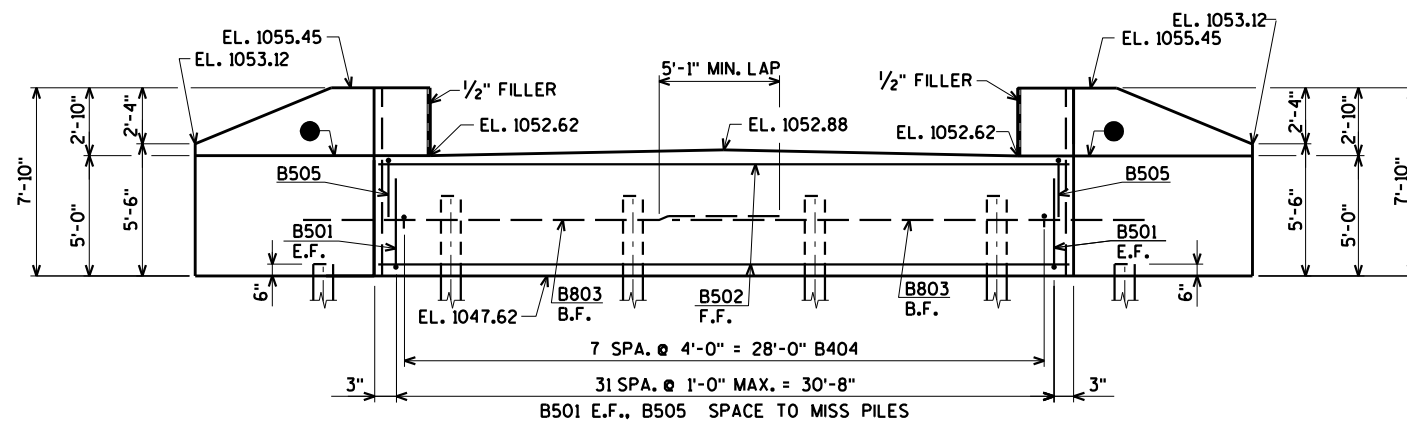 EL. 1053.12
EL. 1055.45
EL. 1053.12
EL. 1055.45
5'-1" MIN. LAP
1/2" FILLER
1/2" FILLER
EL. 1052.62
EL. 1052.88
EL. 1052.62
7'-10"
2'-10"
2'-4"
5'-0"
5'-6"
6"
2'-4"
2'-10"
7'-10"
5'-6"
5'-0"
6"
B505
B505
B501
E.F.
B501
E.F.
B803
B.F.
B502
F.F.
B803
B.F.
EL. 1047.62
7 SPA. @ 4'-0" = 28'-0" B404
3"
31 SPA. @ 1'-0" MAX. = 30'-8"
3"
B501 E.F., B505 SPACE TO MISS PILES